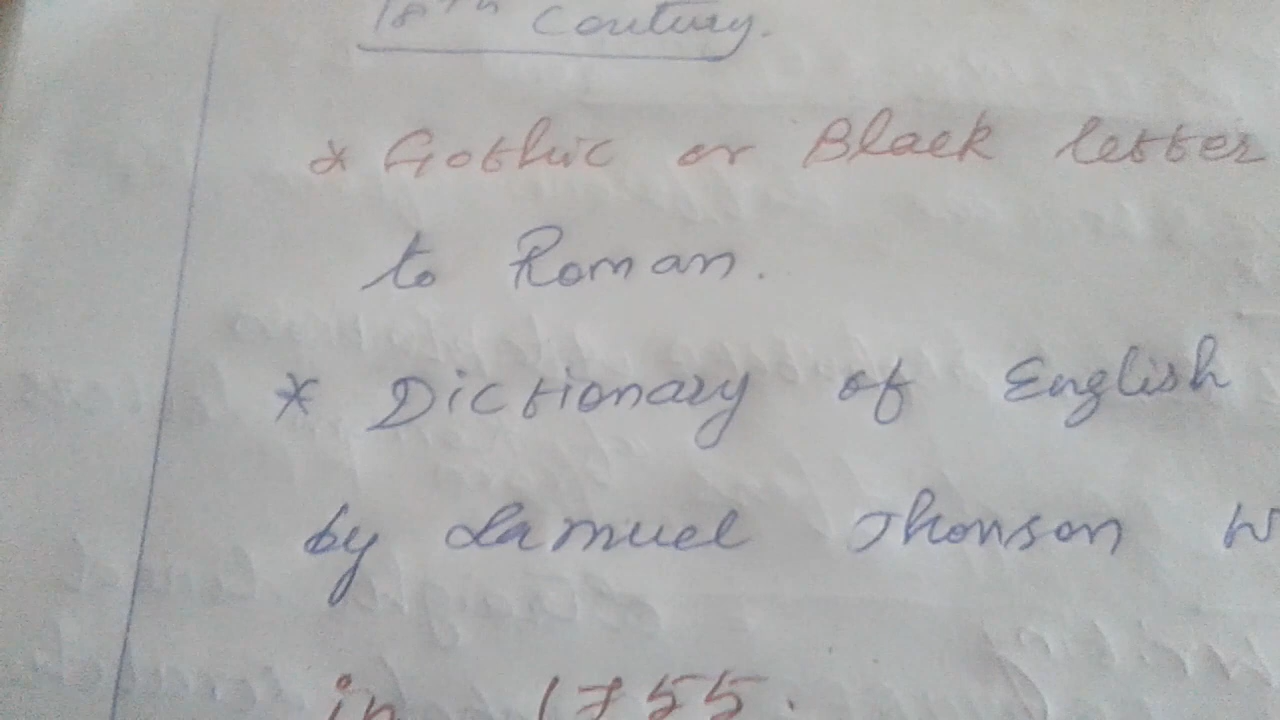 18th Century.
* Gothic or Black letter
to Roman.
* Dictionary of English
by Samuel Jhonson
in 1755.